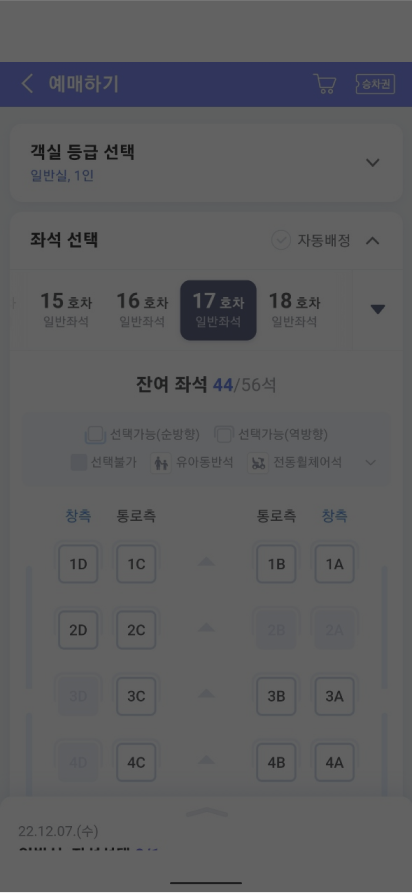 예매하기
승차권
객실 등급 선택
일반실, 1인
좌석 선택
자동배정
15 호차 16 호차 17 호차 18 호차
일반좌석 일반좌석 일반좌석 일반좌석
잔여 좌석 44/56석
선택가능(순방향) 선택가능(역방향)
선택불가 유아동반석 전동휠체어석
창측 통로측 통로측 창측
1D 1C 1B 1A
2D 2C 2B 2A
3D 3C 3B 3A
4D 4C 4B 4A
22.12.07.(수)